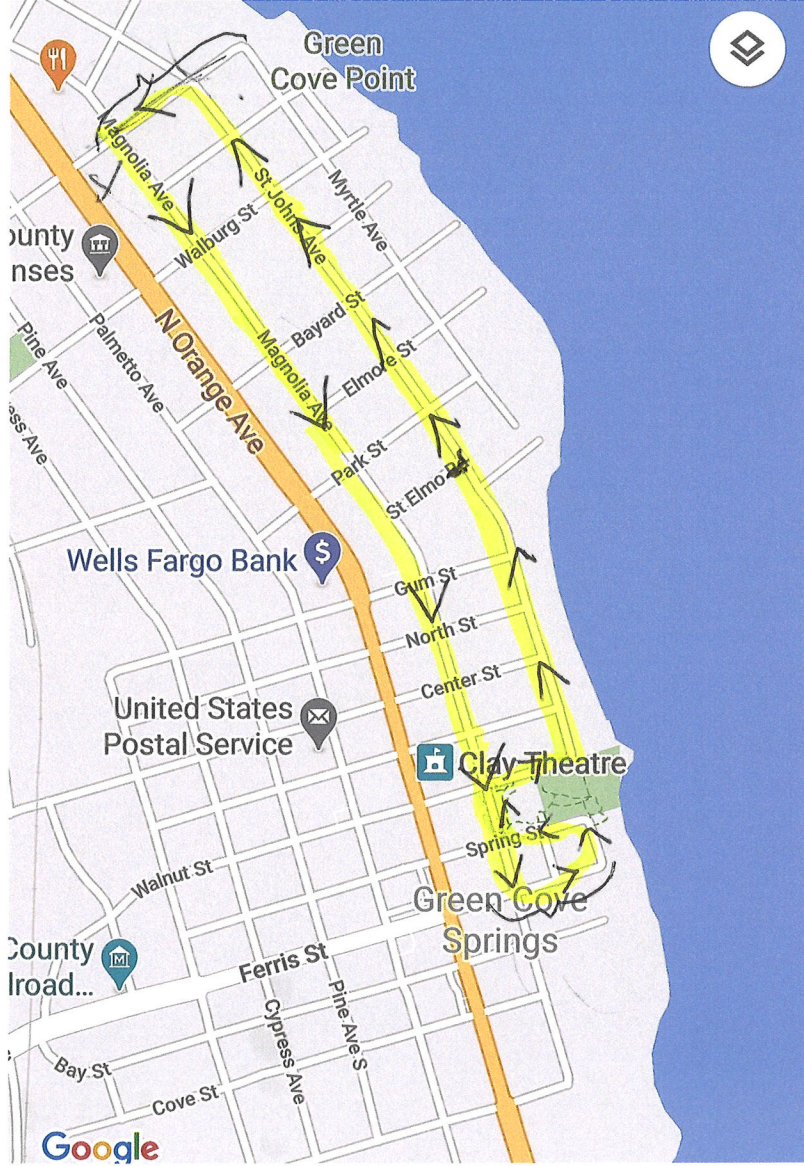 Green
Cove Point
Magnolia Ave
St Johns Ave
Myrtle Ave
Walburg St
ounty
nses
Pine Ave
Palmetto Ave
N Orange Ave
Bayard St
Magnolia Ave
Elmore St
ess Ave
Park St
St Elmo Rd
Wells Fargo Bank
$
Gum St
North St
Center St
United States
Postal Service
Clay Theatre
Spring St
Walnut St
Green Cove
Springs
County
lroad...
Ferris St
Pine Ave S
Cypress Ave
Bay St
Cove St
Google